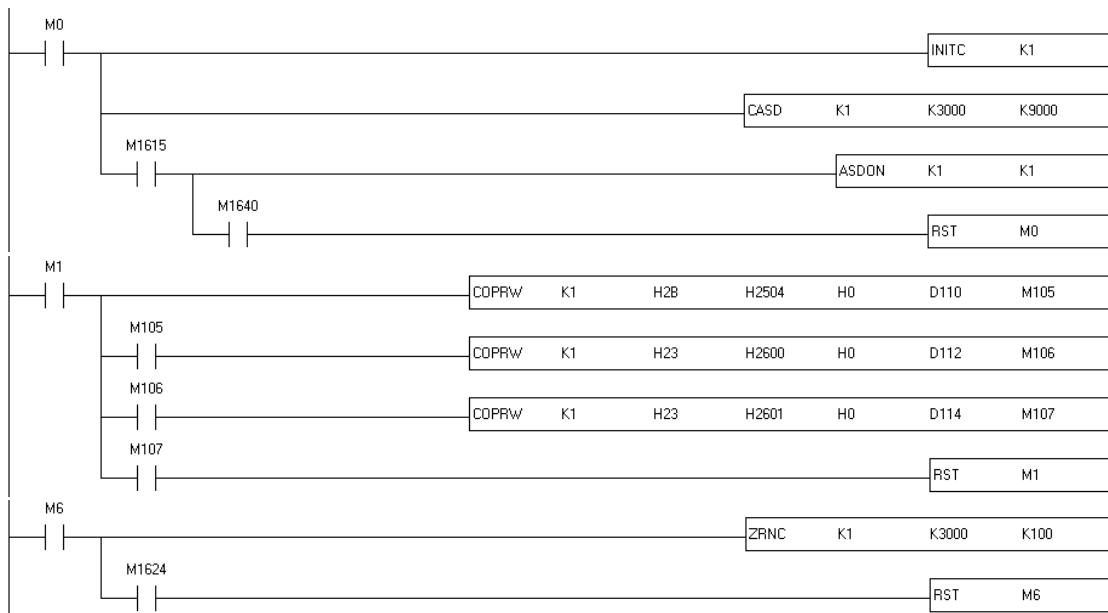 M0
INITC K1
CASD K1 K3000 K9000
M1615
ASDON K1 K1
M1640
RST M0
M1
COPRW K1 H2B H2504 H0 D110 M105
M105
COPRW K1 H23 H2600 H0 D112 M106
M106
COPRW K1 H23 H2601 H0 D114 M107
M107
RST M1
M6
ZRNC K1 K3000 K100
M1624
RST M6